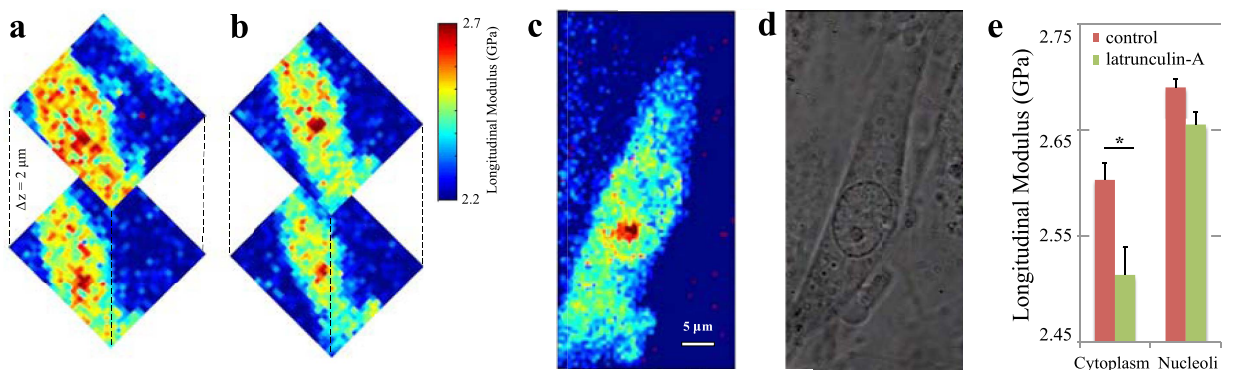 a
b
c
d
e
Δz = 2 μm
2.7
Longitudinal Modulus (GPa)
2.2
5 μm
control
latrunculin-A
Longitudinal Modulus (GPa)
2.75
2.65
2.55
2.45
*
Cytoplasm Nucleoli